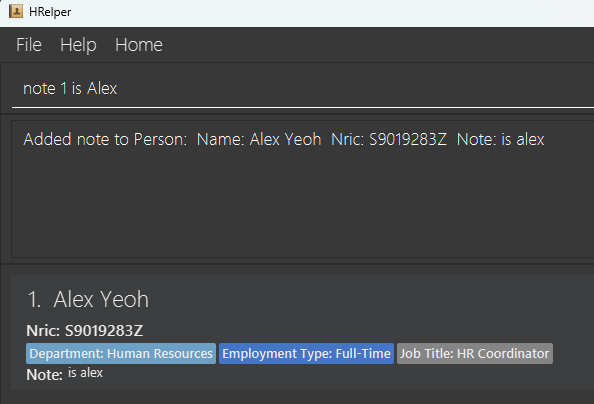 HRelper
File Help Home
note 1 is Alex
Added note to Person: Name: Alex Yeoh Nric: S9019283Z Note: is alex
1. Alex Yeoh
Nric: S9019283Z
Department: Human Resources Employment Type: Full-Time Job Title: HR Coordinator
Note: is alex